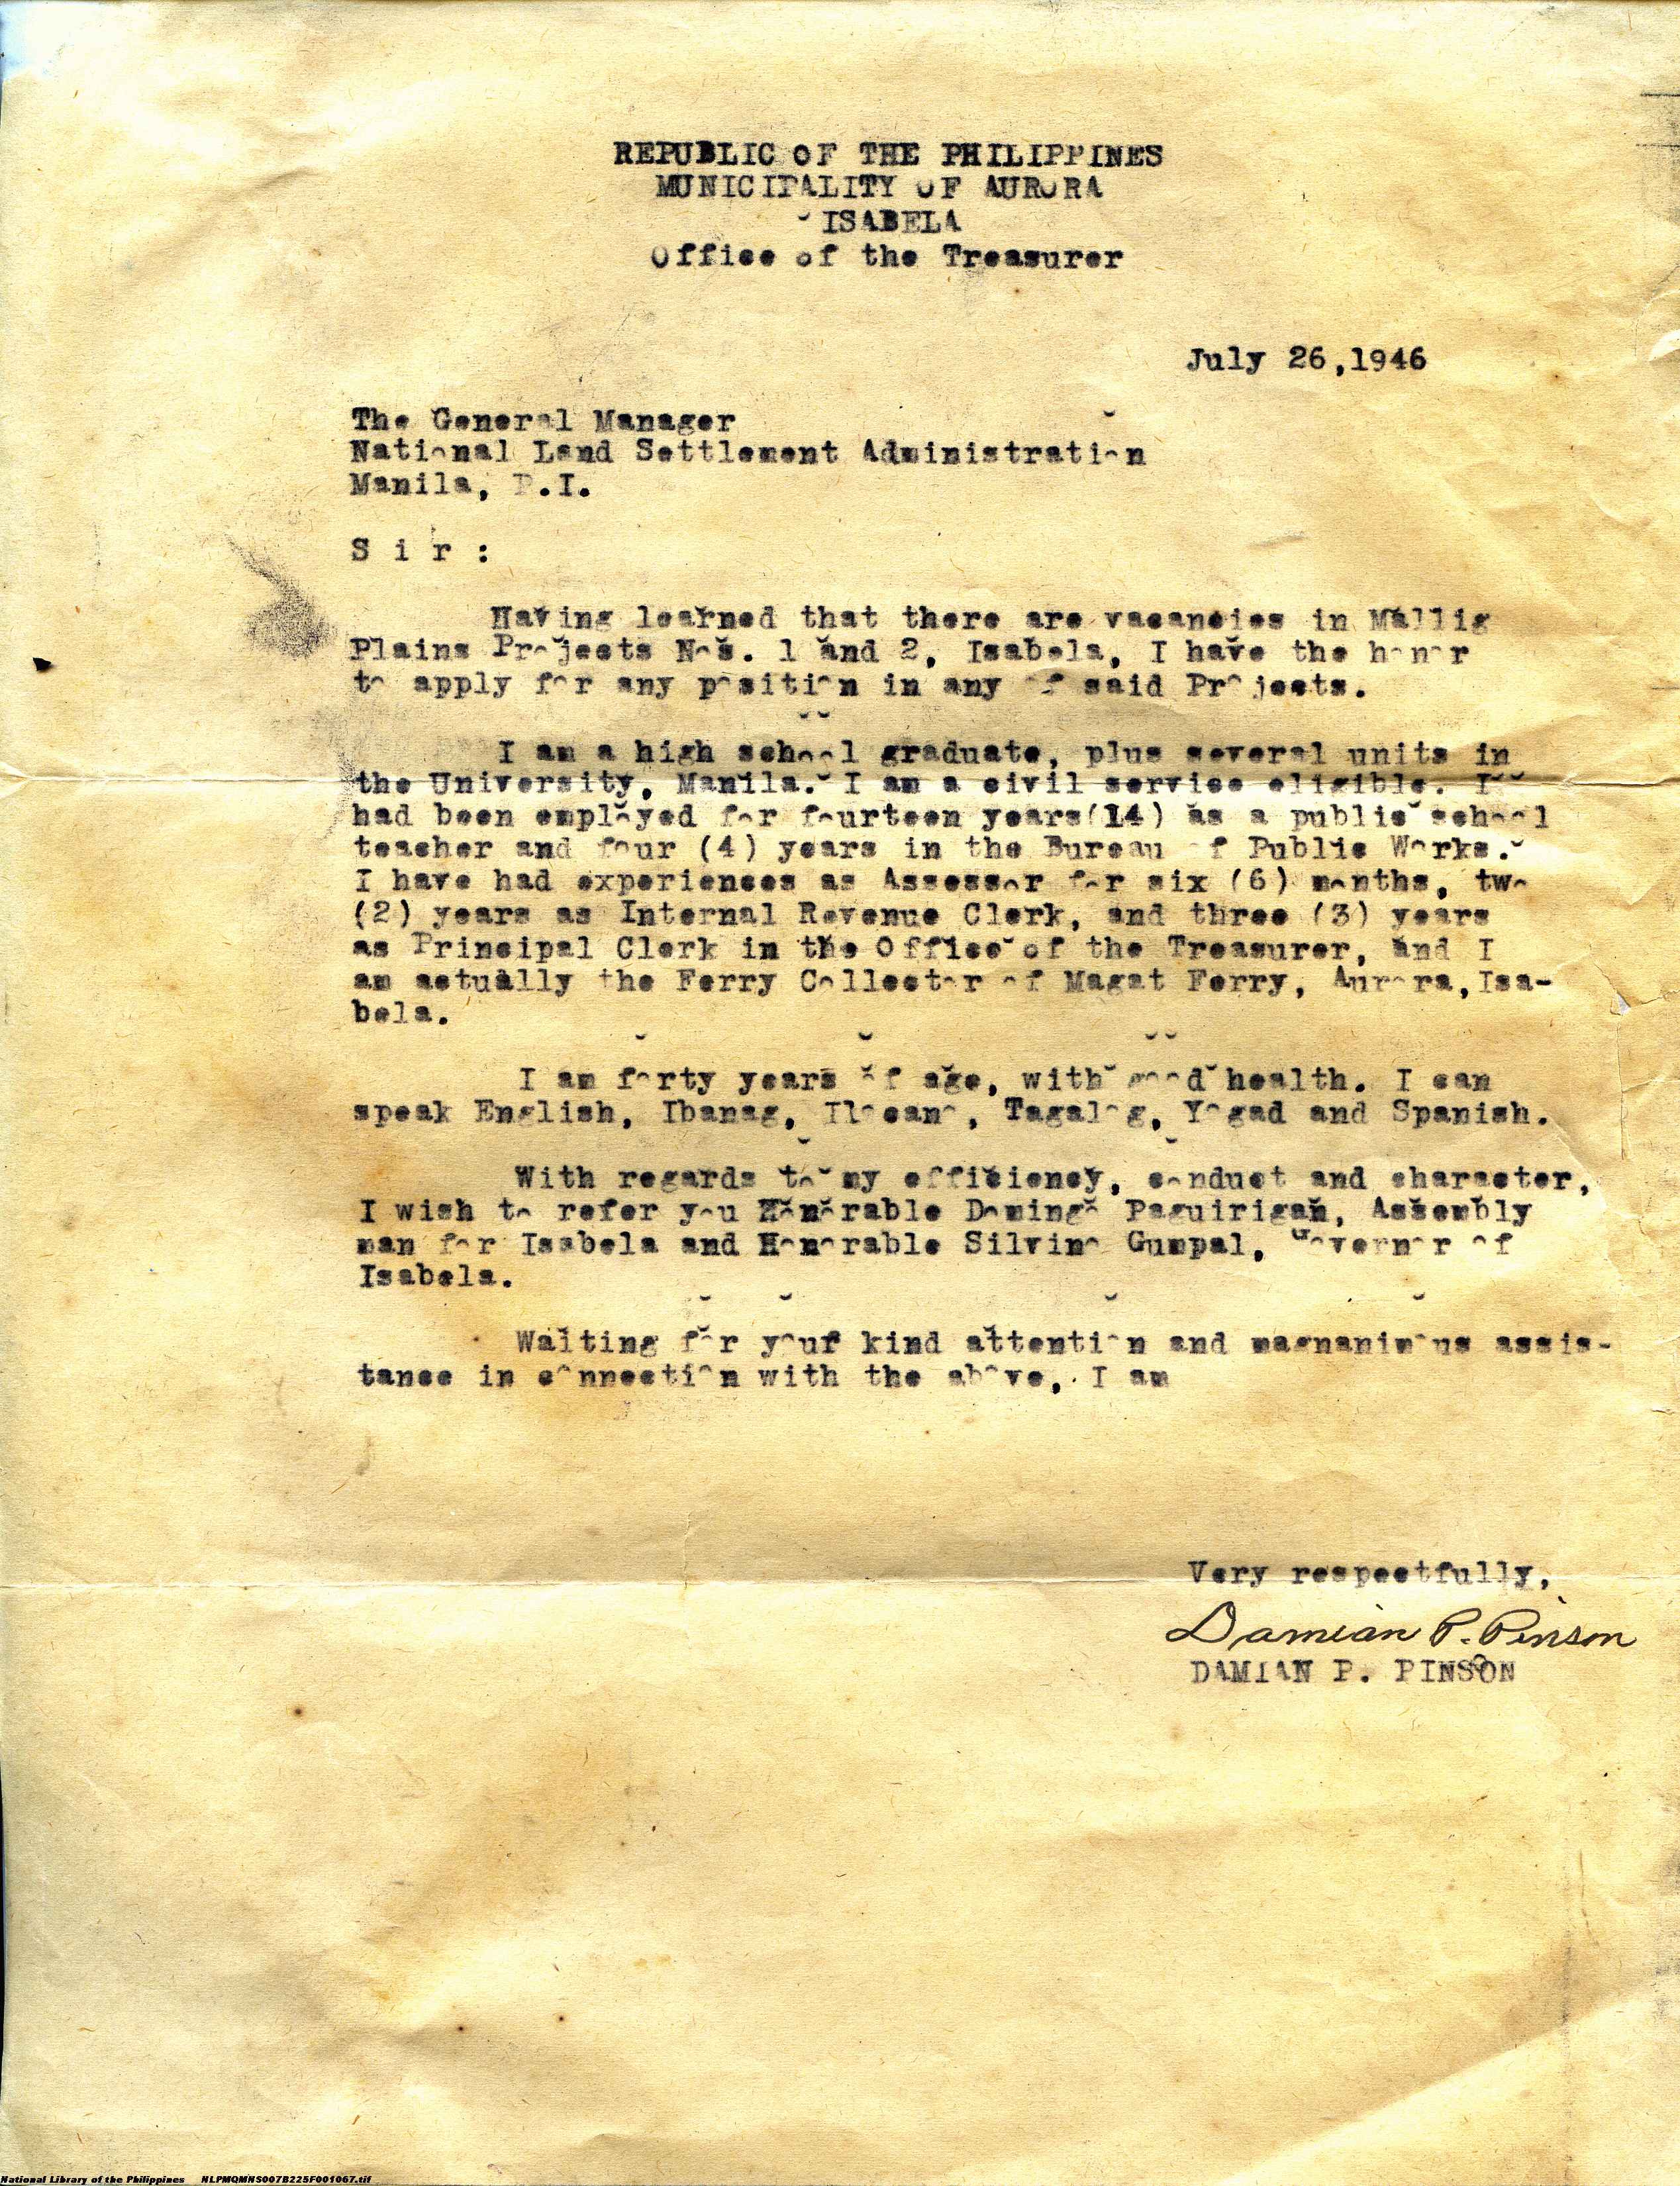 REPUBLIC OF THE PHILIPPINES
MUNICIPALITY OF AURORA
ISABELA
Office of the Treasurer
July 26,1946
The General Manager
National Land Settlement Administration
Manila, P.I.
S i r :
Having learned that there are vacancies in Mallig
Plains Projects Nos. 1 and 2, Isabela, I have the honor
to apply for any position in any of said Projects.
I am a high school graduate, plus several units in
the University, Manila. I am a civil service eligible. I
had been employed for fourteen years(14) as a public school
teacher and four (4) years in the Bureau of Public Works.
I have had experiences as Assessor for six (6) months, two
(2) years as Internal Revenue Clerk, and three (3) years
as Principal Clerk in the Office of the Treasurer, and I
am actually the Ferry Collector of Magat Ferry, Aurora,Isa-
bela.
I am forty years of age, with good health. I can
speak English, Ibanag, Ilocano, Tagalog, Yogad and Spanish.
With regards to my efficiency, conduct and character,
I wish to refer you Honorable Domingo Paguirigan, Assembly
man for Isabela and Honorable Silvino Gumpal, Governor of
Isabela.
Waiting for your kind attention and magnanimous assis-
tance in connection with the above, I am
Very respectfully,
Damian P. Pinson
DAMIAN P. PINSON
National Library of the Philippines NLPMQMNS007B225F001067.tif